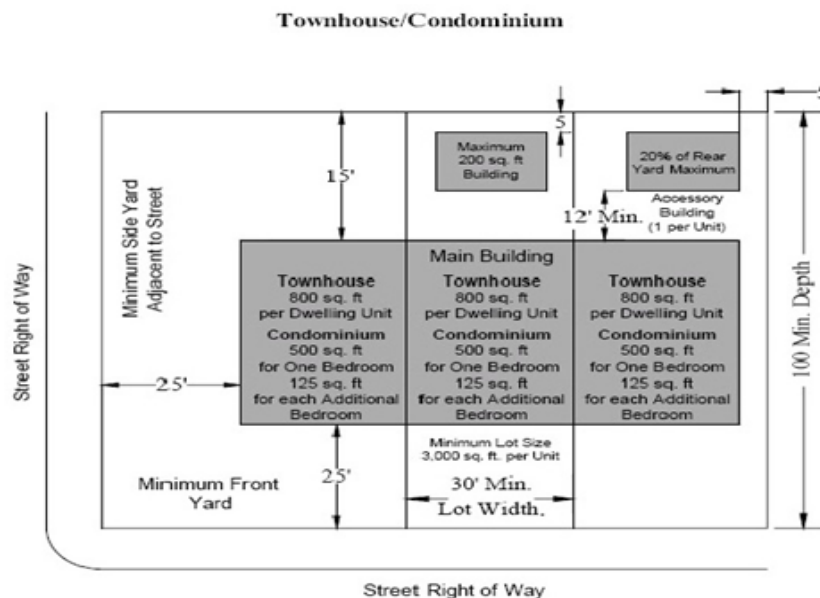 Townhouse/Condominium
5
5
15'
Maximum
200 sq. ft
Building
20% of Rear
Yard Maximum
12' Min.
Accessory
Building
(1 per Unit)
Minimum Side Yard
Adjacent to Street
Street Right of Way
100 Min. Depth
Main Building
Townhouse
800 sq. ft
per Dwelling Unit
Condominium
500 sq. ft
for One Bedroom
125 sq. ft
for each Additional
Bedroom
Townhouse
800 sq. ft
per Dwelling Unit
Condominium
500 sq. ft
for One Bedroom
125 sq. ft
for each Additional
Bedroom
Townhouse
800 sq. ft
per Dwelling Unit
Condominium
500 sq. ft
for One Bedroom
125 sq. ft
for each Additional
Bedroom
25'
25'
Minimum Front
Yard
Minimum Lot Size
3,000 sq. ft. per Unit
30' Min.
Lot Width.
Street Right of Way